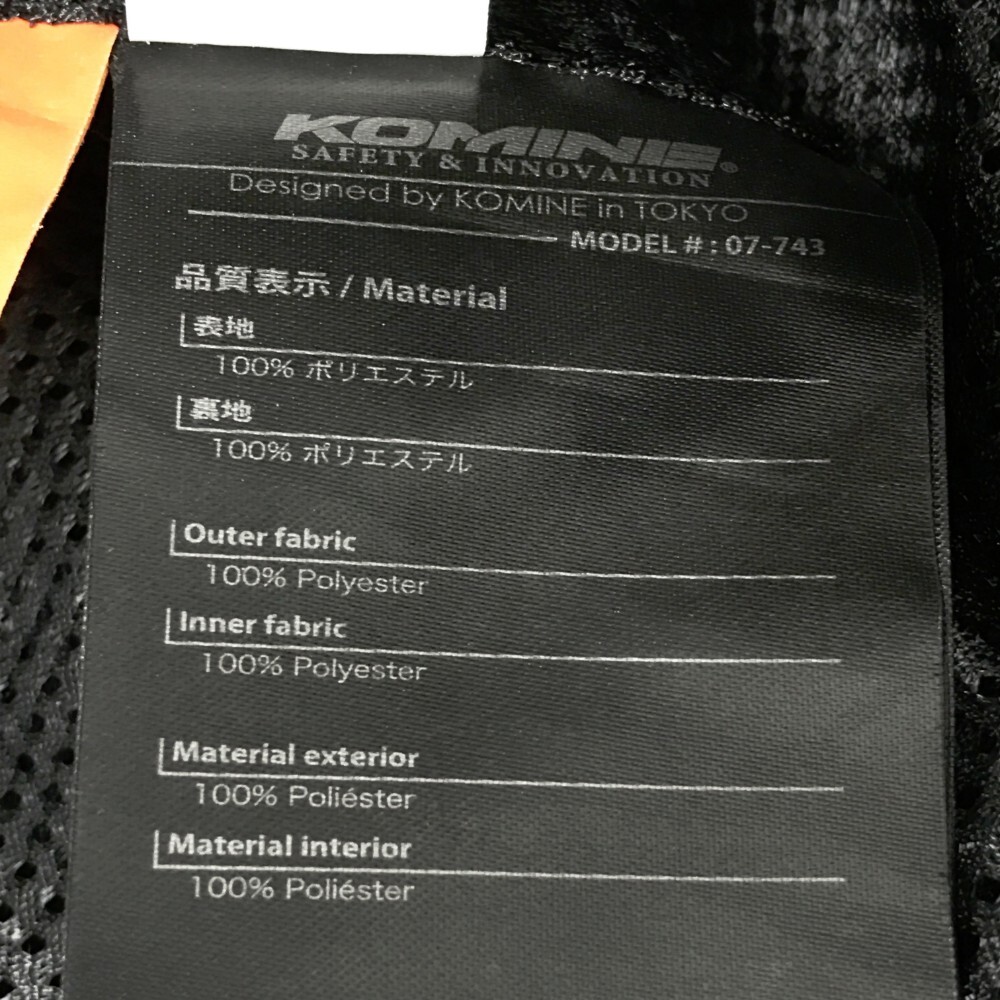 KOMINE®
SAFETY & INNOVATION
Designed by KOMINE in TOKYO
MODEL # : 07-743
品質表示 / Material
表地
100% ポリエステル
裏地
100% ポリエステル
Outer fabric
100% Polyester
Inner fabric
100% Polyester
Material exterior
100% Poliéster
Material interior
100% Poliéster